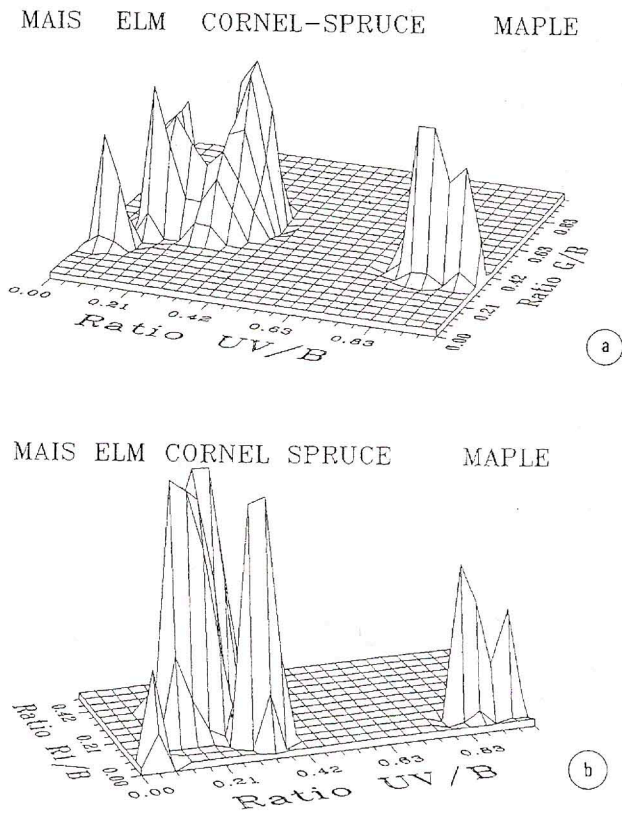 MAIS ELM CORNEL-SPRUCE MAPLE
0.00 0.21 0.42 0.63 0.83
Ratio UV/B
0.00 0.21 0.42 0.63 0.83
Ratio G/B
a
MAIS ELM CORNEL SPRUCE MAPLE
0.42 0.21 0.00
Ratio R1/B
0.00 0.21 0.42 0.63 0.83
Ratio UV/B
b